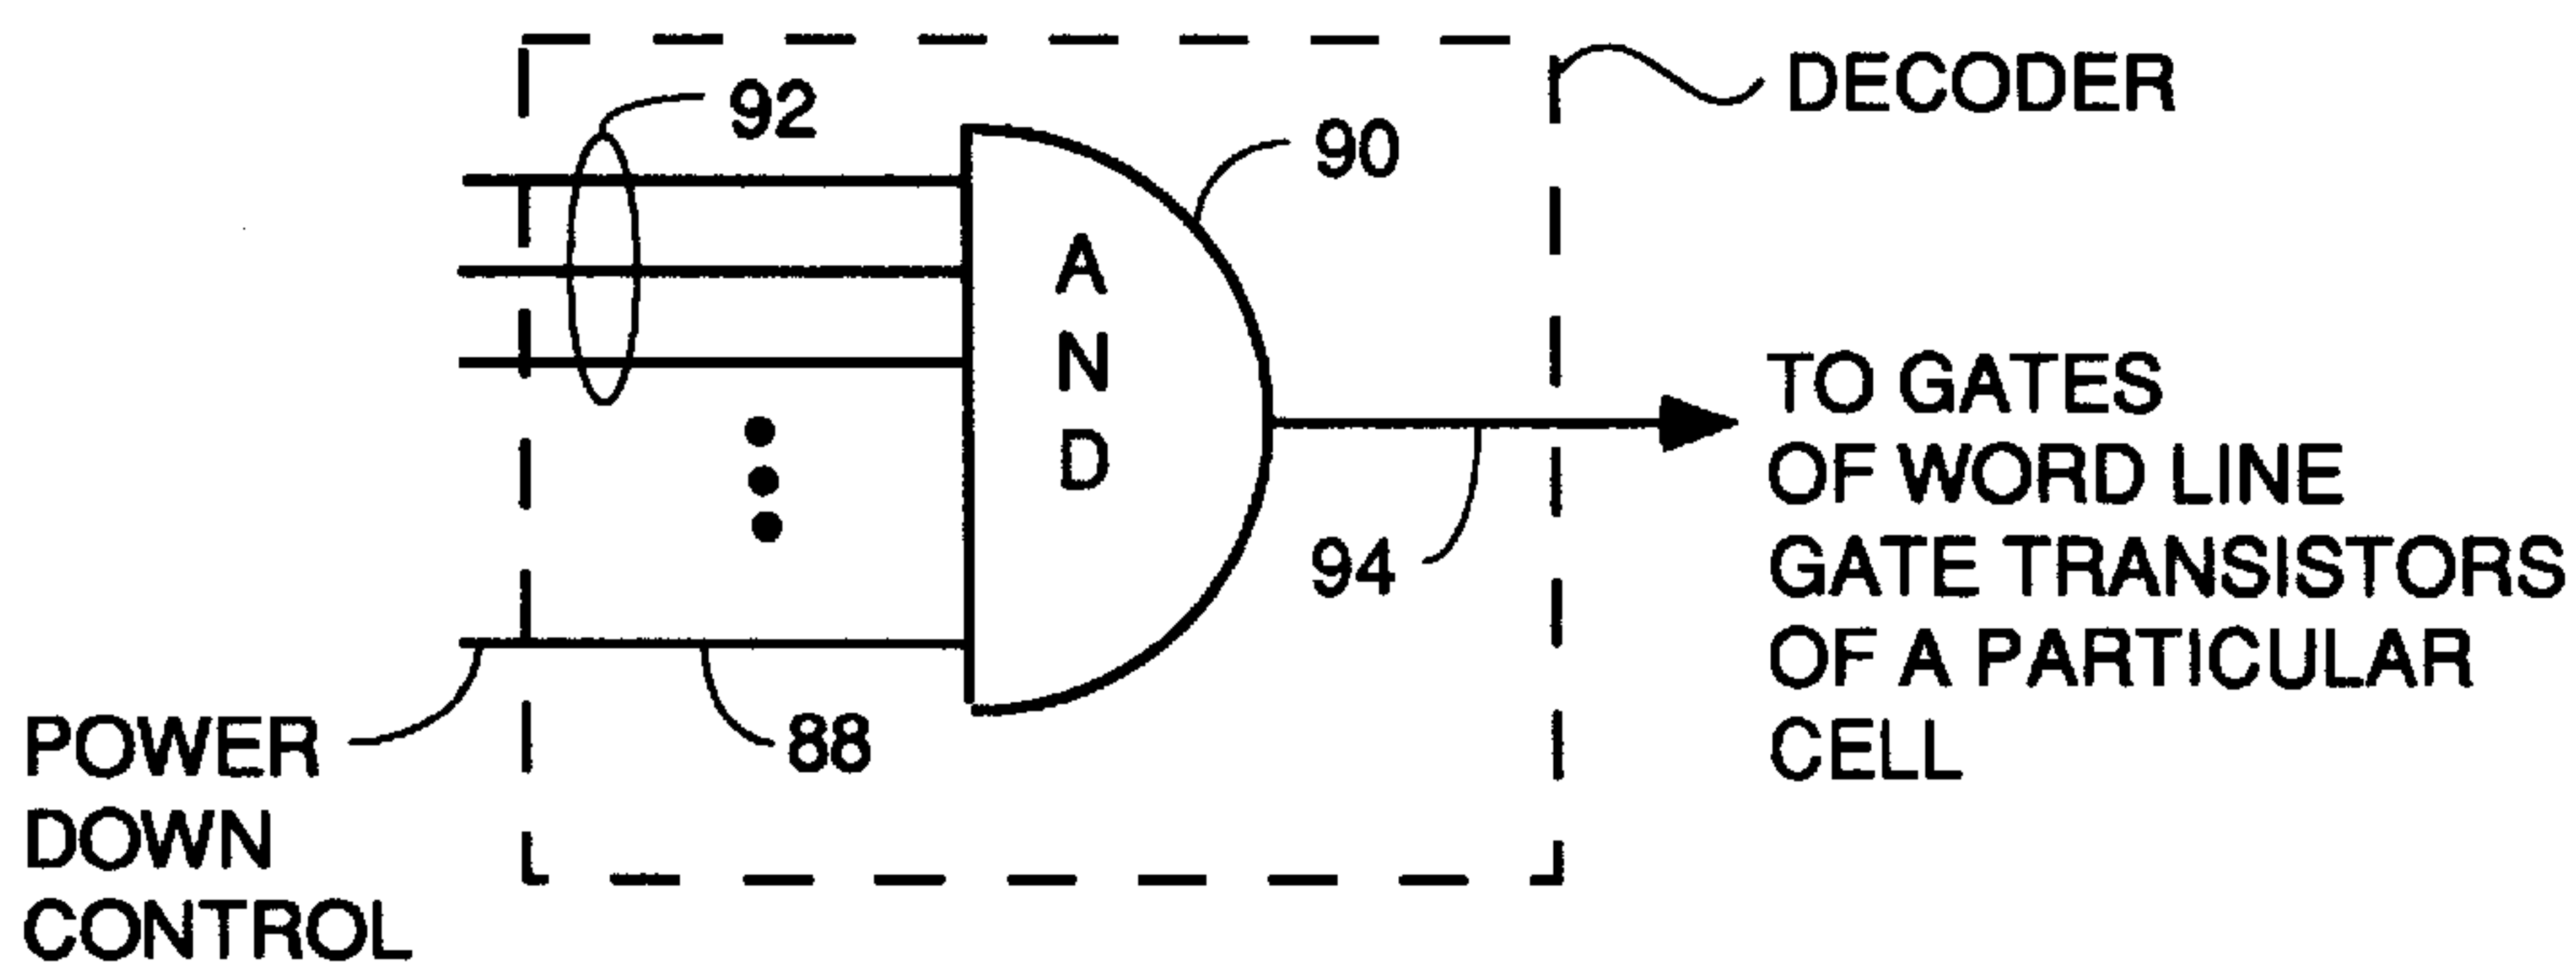 92
DECODER
90
A
N
D
TO GATES
OF WORD LINE
GATE TRANSISTORS
OF A PARTICULAR
CELL
94
88
POWER
DOWN
CONTROL